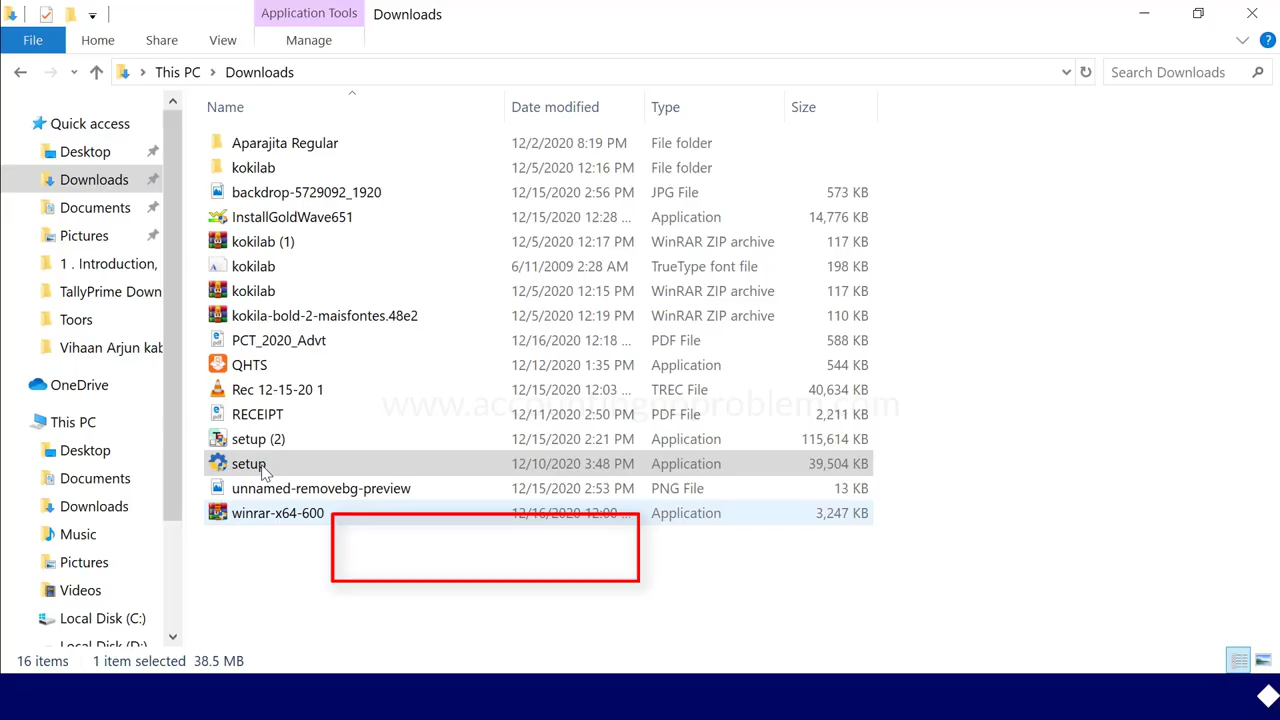 Application Tools Downloads
File Home Share View Manage
This PC Downloads Search Downloads
Name Date modified Type Size
Quick access
Desktop
Downloads
Documents
Pictures
1 . Introduction,
TallyPrime Down
Toors
Vihaan Arjun kab
OneDrive
This PC
Desktop
Documents
Downloads
Music
Pictures
Videos
Local Disk (C:)
Local Disk (D:)
Aparajita Regular 12/2/2020 8:19 PM File folder
kokilab 12/5/2020 12:16 PM File folder
backdrop-5729092_1920 12/15/2020 2:56 PM JPG File 573 KB
InstallGoldWave651 12/15/2020 12:28 ... Application 14,776 KB
kokilab (1) 12/5/2020 12:17 PM WinRAR ZIP archive 117 KB
kokilab 6/11/2009 2:28 AM TrueType font file 198 KB
kokilab 12/5/2020 12:15 PM WinRAR ZIP archive 117 KB
kokila-bold-2-maisfontes.48e2 12/5/2020 12:19 PM WinRAR ZIP archive 110 KB
PCT_2020_Advt 12/16/2020 12:18 ... PDF File 588 KB
QHTS 12/12/2020 1:35 PM Application 544 KB
Rec 12-15-20 1 12/15/2020 12:03 ... TREC File 40,634 KB
www.accountingnoproblem.com
RECEIPT 12/11/2020 2:50 PM PDF File 2,211 KB
setup (2) 12/15/2020 2:21 PM Application 115,614 KB
setup 12/10/2020 3:48 PM Application 39,504 KB
unnamed-removebg-preview 12/15/2020 2:53 PM PNG File 13 KB
winrar-x64-600 12/16/2020 12:00 ... Application 3,247 KB
16 items 1 item selected 38.5 MB